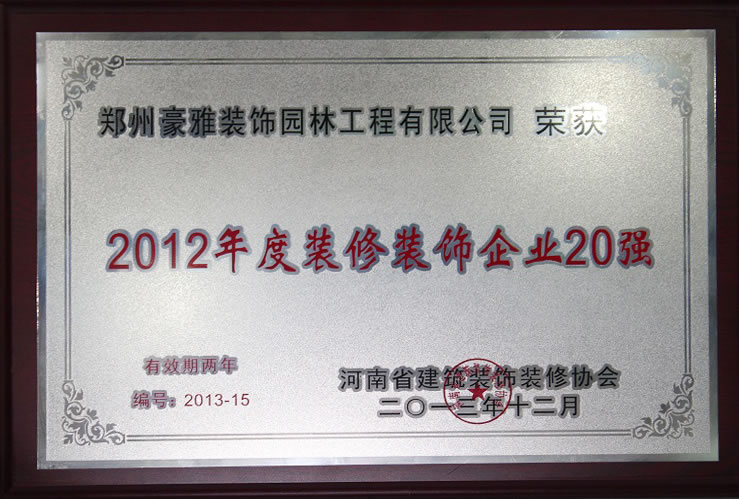 郑州豪雅装饰园林工程有限公司 荣获
2012年度装修装饰企业20强
有效期两年
编号：2013-15
河南省建筑装饰装修协会
二〇一三年十二月